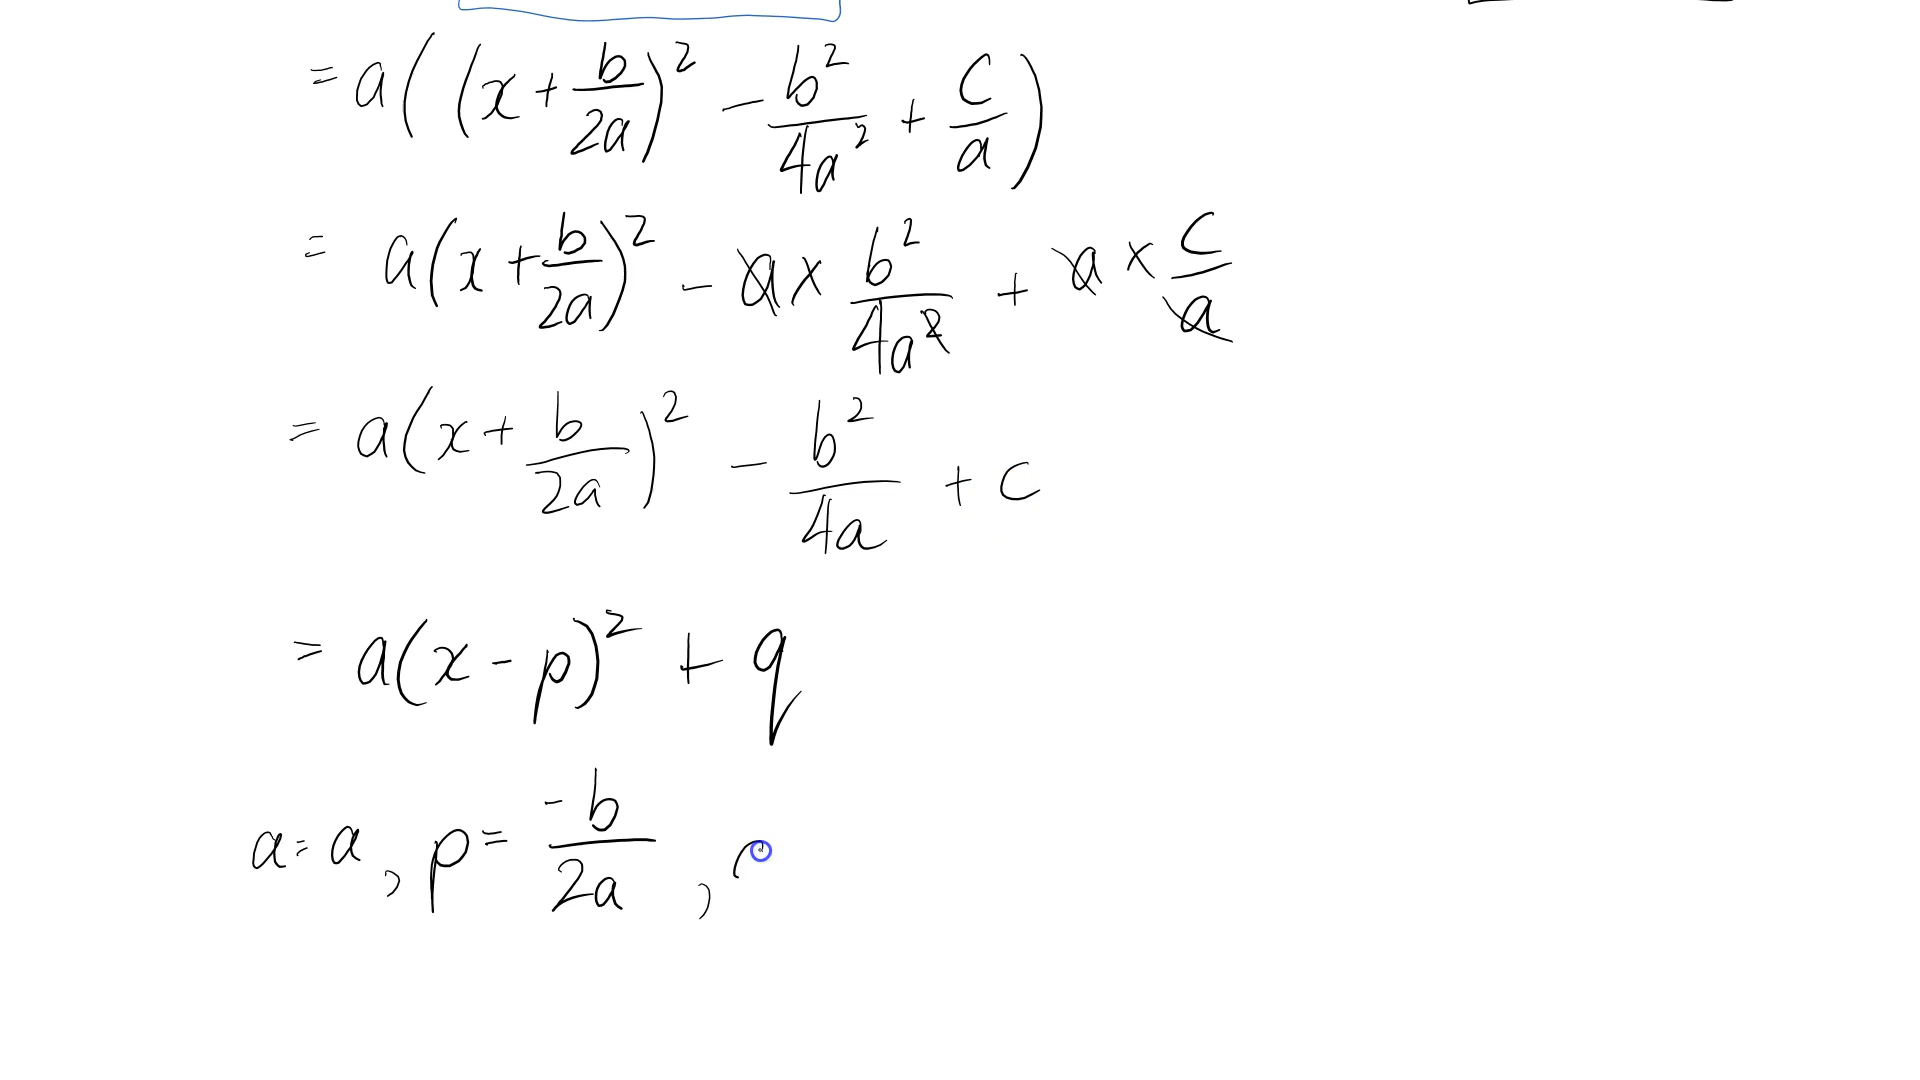 = a((x + b/2a)² - b²/4a² + c/a)
= a(x + b/2a)² - a × b²/4a² + a × c/a
= a(x + b/2a)² - b²/4a + c
= a(x - p)² + q
a = a, p = -b/2a,